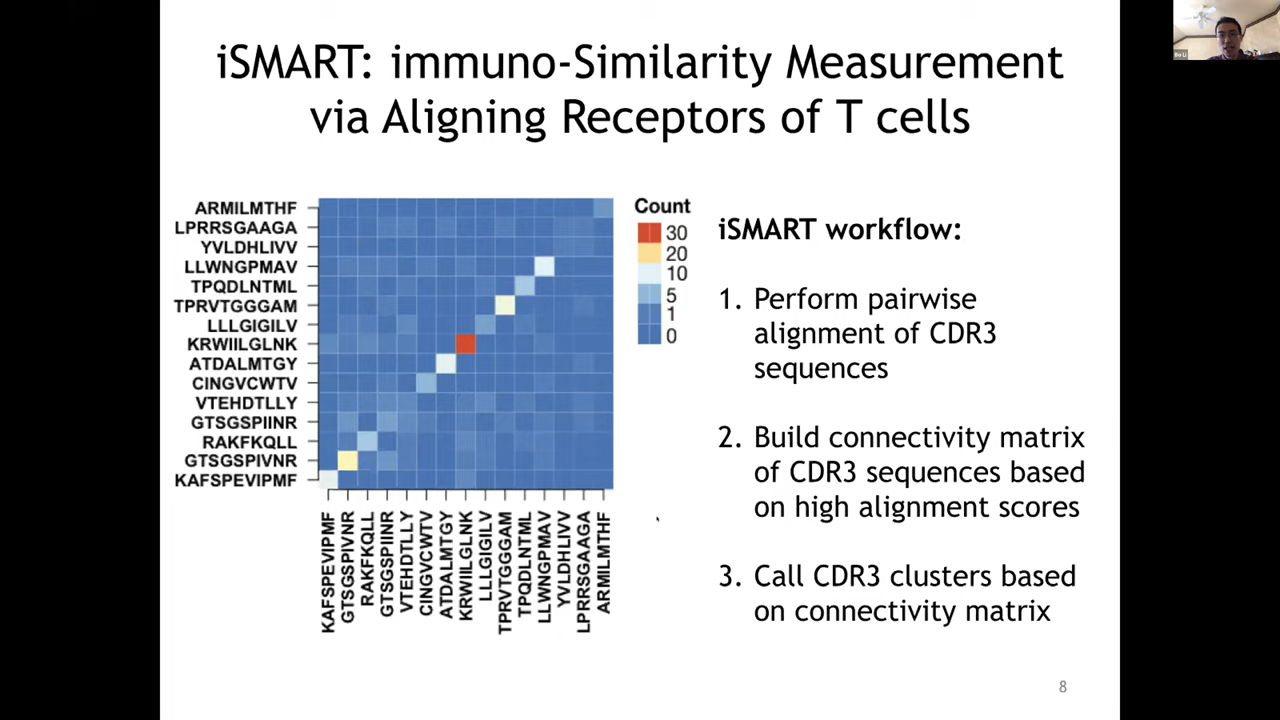 iSMART: immuno-Similarity Measurement
via Aligning Receptors of T cells
ARMILMTHF
LPRRSGAAGA
YVLDHLIVV
LLWNGPMAV
TPQDLNTML
TPRVTGGGAM
LLLGIGILV
KRWIILGLNK
ATDALMTGY
CINGVCWTV
VTEHDTLLY
GTSGSPIINR
RAKFKQLL
GTSGSPIVNR
KAFSPEVIPMF
KAFSPEVIPMF
GTSGSPIVNR
RAKFKQLL
GTSGSPIINR
VTEHDTLLY
CINGVCWTV
ATDALMTGY
KRWIILGLNK
LLLGIGILV
TPRVTGGGAM
TPQDLNTML
LLWNGPMAV
YVLDHLIVV
LPRRSGAAGA
ARMILMTHF
Count
30
20
10
5
1
0
iSMART workflow:
1. Perform pairwise
alignment of CDR3
sequences
2. Build connectivity matrix
of CDR3 sequences based
on high alignment scores
3. Call CDR3 clusters based
on connectivity matrix
8
Bo Li